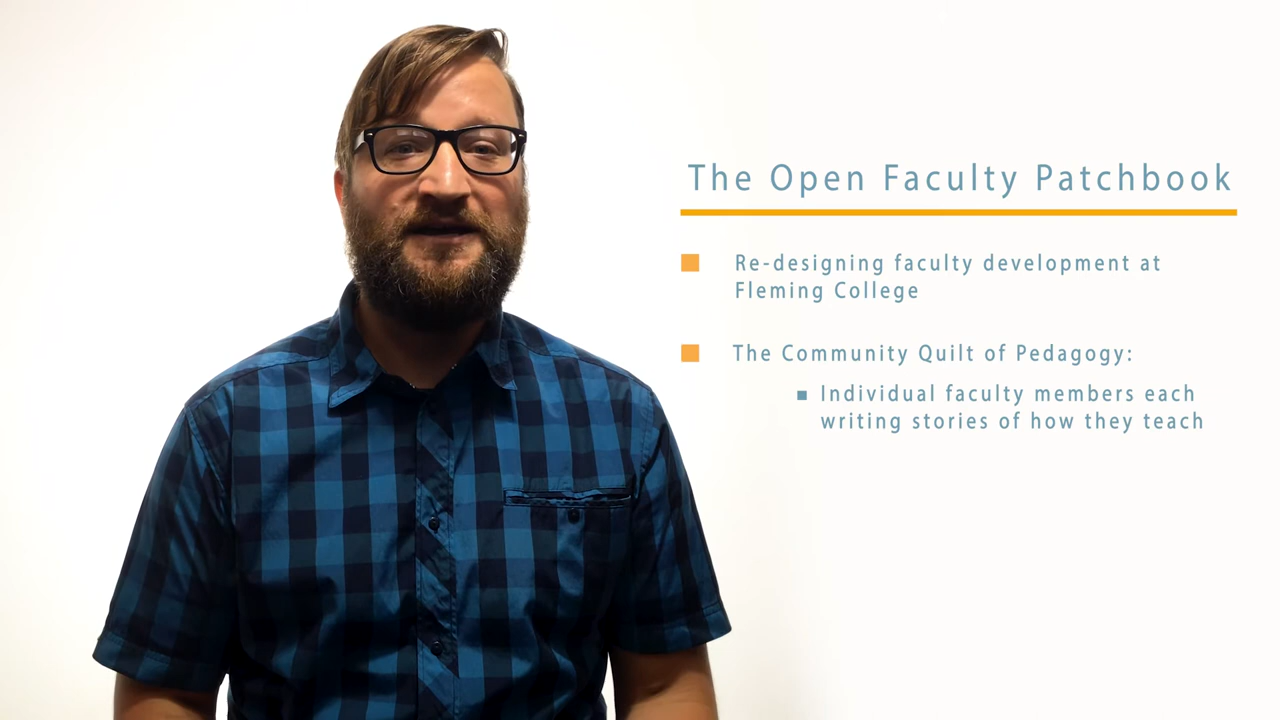 The Open Faculty Patchbook
Re-designing faculty development at
Fleming College
The Community Quilt of Pedagogy:
Individual faculty members each
writing stories of how they teach